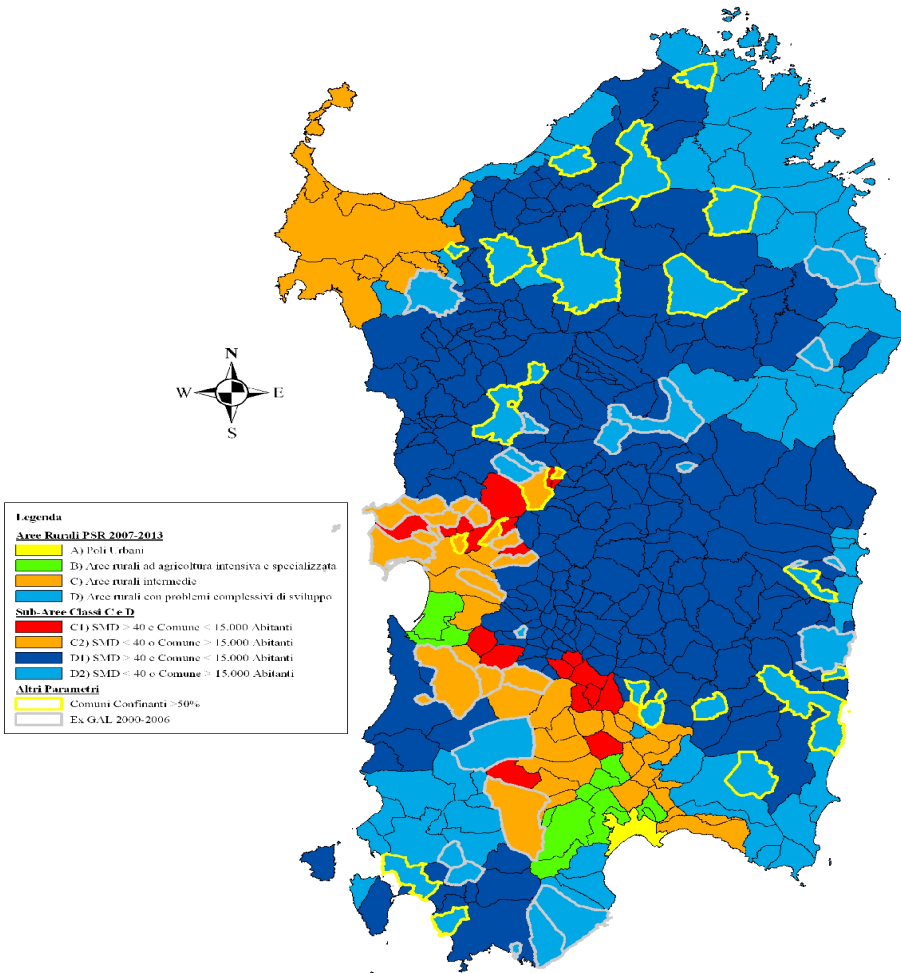 N
W E
S
Legenda
Aree Rurali PSR 2007-2013
A) Poli Urbani
B) Aree rurali ad agricoltura intensiva e specializzata
C) Aree rurali intermedie
D) Aree rurali con problemi complessivi di sviluppo
Sub-Aree Classi C e D
C1) SMD > 40 e Comune < 15.000 Abitanti
C2) SMD < 40 o Comune > 15.000 Abitanti
D1) SMD > 40 e Comune < 15.000 Abitanti
D2) SMD < 40 o Comune > 15.000 Abitanti
Altri Parametri
Comuni Confinanti >50%
Ex GAL 2000-2006